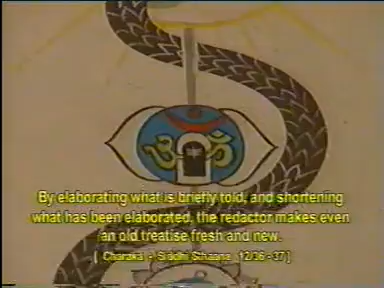 ॐ
By elaborating what is briefly told, and shortening
what has been elaborated, the redactor makes even
an old treatise fresh and new.
[ Charaka - Siddhi Sthaana 12/36 - 37 ]